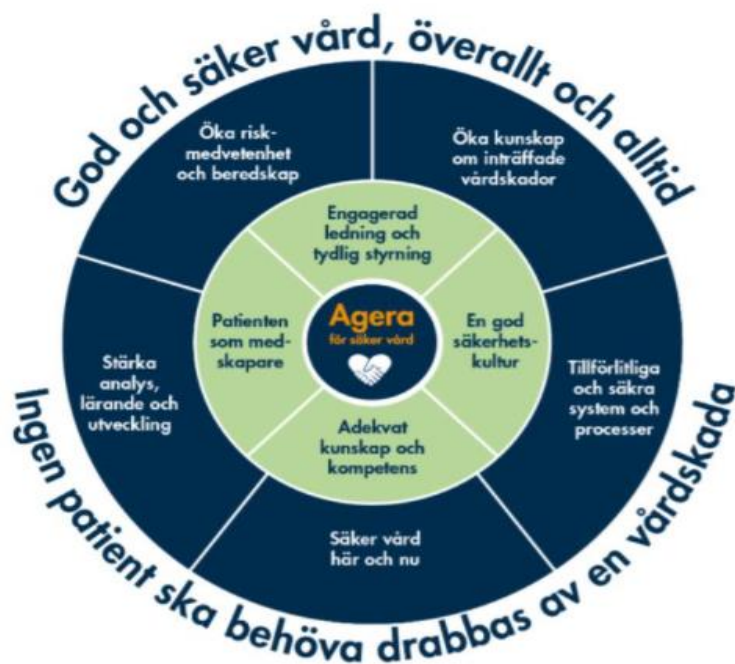 God och säker vård, överallt och alltid
Öka risk-
medvetenhet
och beredskap
Öka kunskap
om inträffade
vårdskador
Engagerad
ledning och
tydlig styrning
Patienten
som med-
skapare
Agera
för säker vård
En god
säkerhets-
kultur
Stärka
analys,
lärande och
utveckling
Tillförlitliga
och säkra
system och
processer
Adekvat
kunskap och
kompetens
Säker vård
här och nu
Ingen patient ska behöva drabbas av en vårdskada